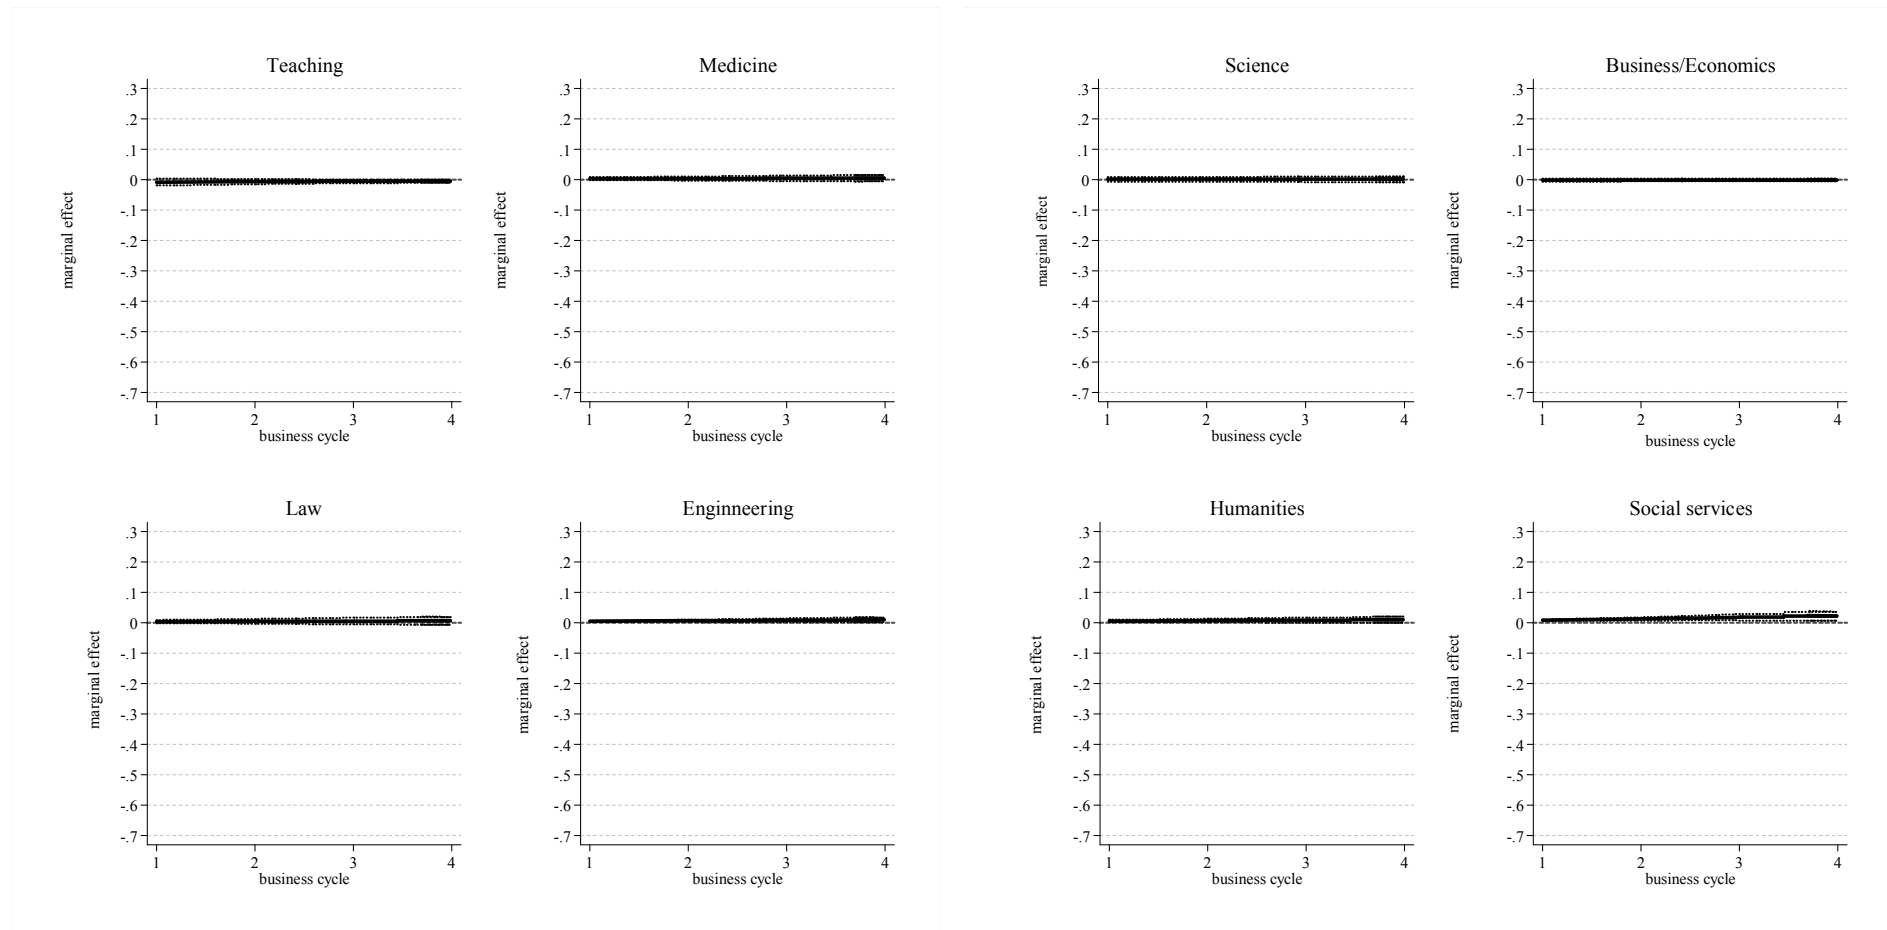 Teaching
.3
.2
.1
0
-.1
-.2
-.3
-.4
-.5
-.6
-.7
marginal effect
1 2 3 4
business cycle
Medicine
.3
.2
.1
0
-.1
-.2
-.3
-.4
-.5
-.6
-.7
marginal effect
1 2 3 4
business cycle
Science
.3
.2
.1
0
-.1
-.2
-.3
-.4
-.5
-.6
-.7
marginal effect
1 2 3 4
business cycle
Business/Economics
.3
.2
.1
0
-.1
-.2
-.3
-.4
-.5
-.6
-.7
marginal effect
1 2 3 4
business cycle
Law
.3
.2
.1
0
-.1
-.2
-.3
-.4
-.5
-.6
-.7
marginal effect
1 2 3 4
business cycle
Enginneering
.3
.2
.1
0
-.1
-.2
-.3
-.4
-.5
-.6
-.7
marginal effect
1 2 3 4
business cycle
Humanities
.3
.2
.1
0
-.1
-.2
-.3
-.4
-.5
-.6
-.7
marginal effect
1 2 3 4
business cycle
Social services
.3
.2
.1
0
-.1
-.2
-.3
-.4
-.5
-.6
-.7
marginal effect
1 2 3 4
business cycle